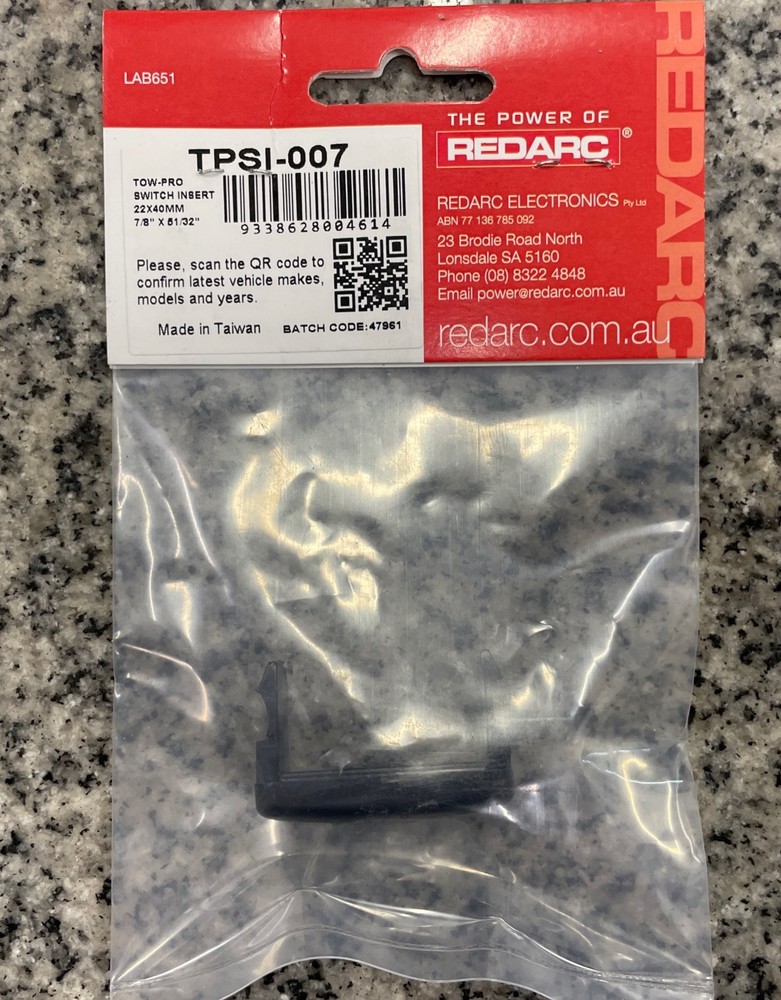 LAB651
TPSI-007
TOW-PRO
SWITCH INSERT
22X40MM
7/8" X 51/32"
9338628004614
Please, scan the QR code to
confirm latest vehicle makes,
models and years.
Made in Taiwan BATCH CODE:47961
THE POWER OF
REDARC®
REDARC ELECTRONICS Pty Ltd
ABN 77 136 785 092
23 Brodie Road North
Lonsdale SA 5160
Phone (08) 8322 4848
Email power@redarc.com.au
redarc.com.au
REDARC